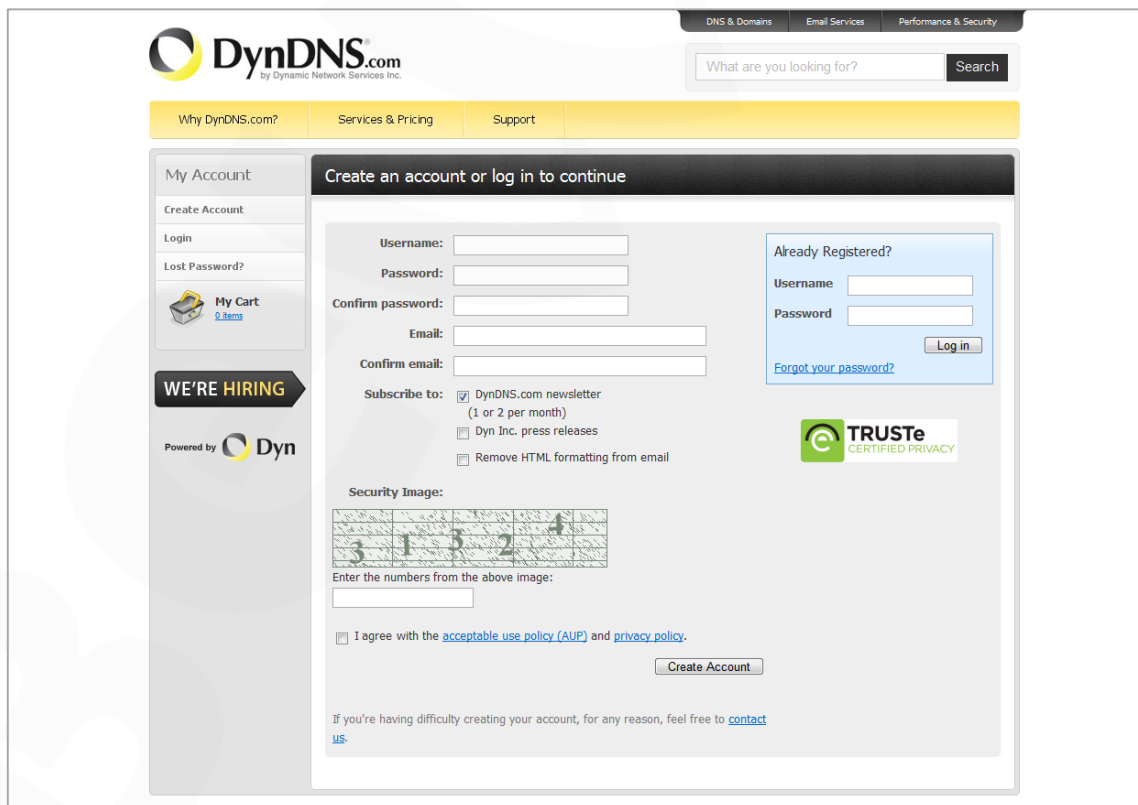 DNS & Domains Email Services Performance & Security
DynDNS.com
by Dynamic Network Services Inc.
What are you looking for? Search
Why DynDNS.com? Services & Pricing Support
My Account
Create Account
Login
Lost Password?
My Cart
0 items
WE'RE HIRING
Powered by Dyn
Create an account or log in to continue
Username:
Password:
Confirm password:
Email:
Confirm email:
Subscribe to: DynDNS.com newsletter
(1 or 2 per month)
Dyn Inc. press releases
Remove HTML formatting from email
Security Image:
3 1 3 2 4
Enter the numbers from the above image:
I agree with the acceptable use policy (AUP) and privacy policy.
Create Account
If you're having difficulty creating your account, for any reason, feel free to contact
us.
Already Registered?
Username
Password
Log in
Forgot your password?
TRUSTe
CERTIFIED PRIVACY